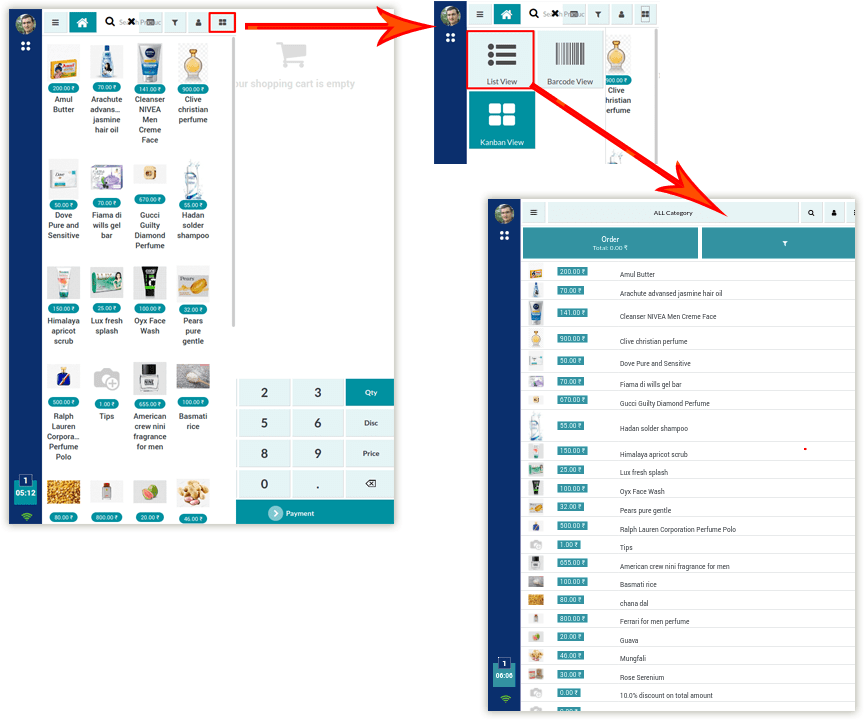 Search Produc
our shopping cart is empty
200.00 ₹
70.00 ₹
141.00 ₹
900.00 ₹
Amul
Butter
Arachute
advans...
jasmine
hair oil
Cleanser
NIVEA
Men
Creme
Face
Clive
christian
perfume
50.00 ₹
70.00 ₹
670.00 ₹
55.00 ₹
Dove
Pure and
Sensitive
Fiama di
wills gel
bar
Gucci
Guilty
Diamond
Perfume
Hadan
solder
shampoo
150.00 ₹
25.00 ₹
100.00 ₹
32.00 ₹
Himalaya
apricot
scrub
Lux fresh
splash
Oyx Face
Wash
Pears
pure
gentle
500.00 ₹
1.00 ₹
655.00 ₹
100.00 ₹
Ralph
Lauren
Corpora...
Perfume
Polo
Tips
American
crew nini
fragrance
for men
Basmati
rice
80.00 ₹
800.00 ₹
20.00 ₹
46.00 ₹
1
05:12
2 3 Qty
5 6 Disc
8 9 Price
0 .
Payment
List View
Barcode View
Kanban View
900.00 ₹
Clive
hristian
erfume
ALL Category
Order
Total: 0.00 ₹
200.00 ₹ Amul Butter
70.00 ₹ Arachute advansed jasmine hair oil
141.00 ₹ Cleanser NIVEA Men Creme Face
900.00 ₹ Clive christian perfume
50.00 ₹ Dove Pure and Sensitive
70.00 ₹ Fiama di wills gel bar
670.00 ₹ Gucci Guilty Diamond Perfume
55.00 ₹ Hadan solder shampoo
150.00 ₹ Himalaya apricot scrub
25.00 ₹ Lux fresh splash
100.00 ₹ Oyx Face Wash
32.00 ₹ Pears pure gentle
500.00 ₹ Ralph Lauren Corporation Perfume Polo
1.00 ₹ Tips
655.00 ₹ American crew nini fragrance for men
100.00 ₹ Basmati rice
80.00 ₹ chana dal
800.00 ₹ Ferrari for men perfume
20.00 ₹ Guava
46.00 ₹ Mungfali
30.00 ₹ Rose Serenium
0.00 ₹ 10.0% discount on total amount
1
06:06